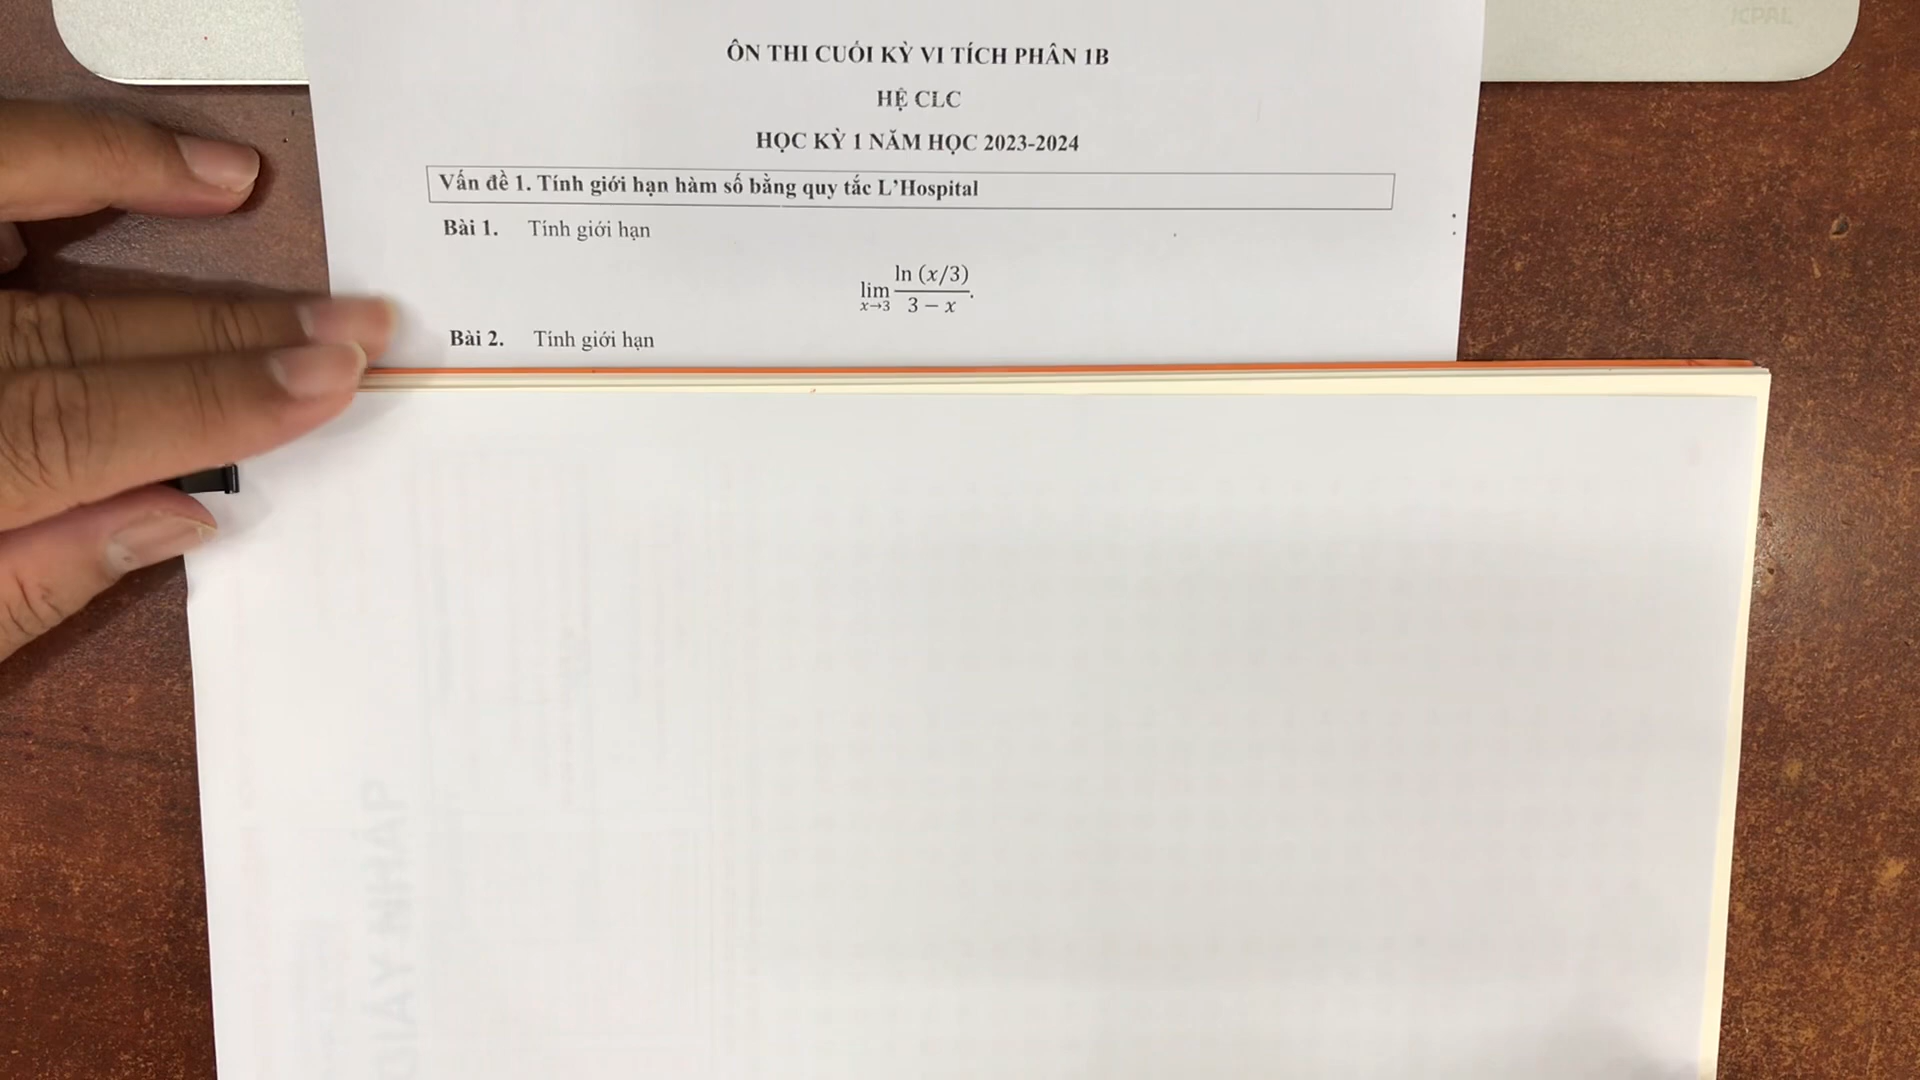 ÔN THI CUỐI KỲ VI TÍCH PHÂN 1B
HỆ CLC
HỌC KỲ 1 NĂM HỌC 2023-2024
Vấn đề 1. Tính giới hạn hàm số bằng quy tắc L’Hospital
Bài 1. Tính giới hạn
lim x→3 ln (x/3) / 3 − x.
Bài 2. Tính giới hạn
GIẤY NHÁP